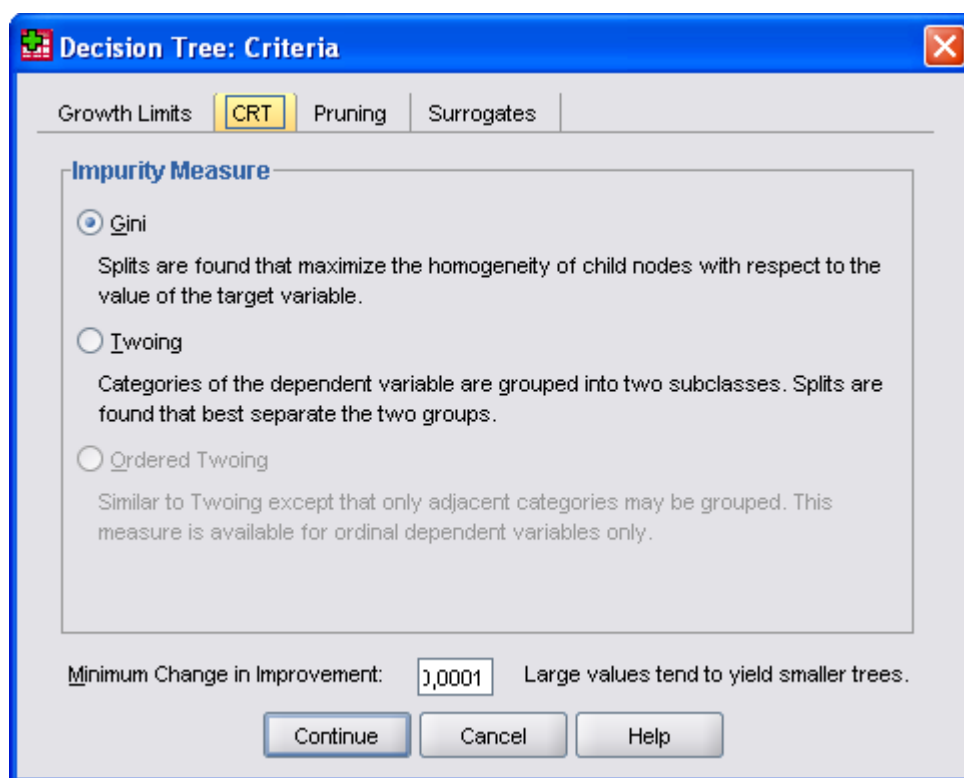 Decision Tree: Criteria
Growth Limits CRT Pruning Surrogates
Impurity Measure
Gini
Splits are found that maximize the homogeneity of child nodes with respect to the
value of the target variable.
Twoing
Categories of the dependent variable are grouped into two subclasses. Splits are
found that best separate the two groups.
Ordered Twoing
Similar to Twoing except that only adjacent categories may be grouped. This
measure is available for ordinal dependent variables only.
Minimum Change in Improvement: 0,0001 Large values tend to yield smaller trees.
Continue Cancel Help